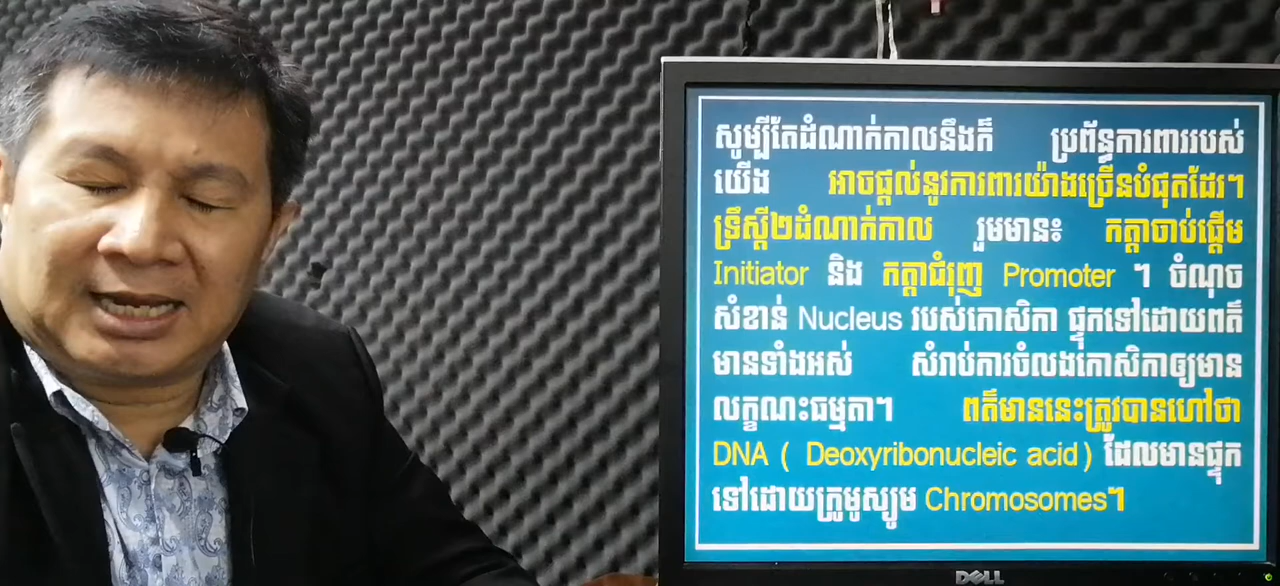 សូម្បីតែដំណាក់កាលនឹងក៏ ប្រព័ន្ធការពាររបស់
យើង អាចផ្តល់នូវការពារយ៉ាងច្រើនបំផុតដែរ។
ទ្រឹស្តី២ដំណាក់កាល រួមមាន៖ កត្តាចាប់ផ្តើម
Initiator និង កត្តាជំរុញ Promoter ។ ចំណុច
សំខាន់ Nucleus របស់កោសិកា ផ្ទុកទៅដោយពត៌
មានទាំងអស់ សំរាប់ការចំលងកោសិកាឲ្យមាន
លក្ខណះធម្មតា។ ពត៌មាននេះត្រូវបានហៅថា
DNA ( Deoxyribonucleic acid ) ដែលមានផ្ទុក
ទៅដោយក្រូមូស្យូម Chromosomes។
DELL